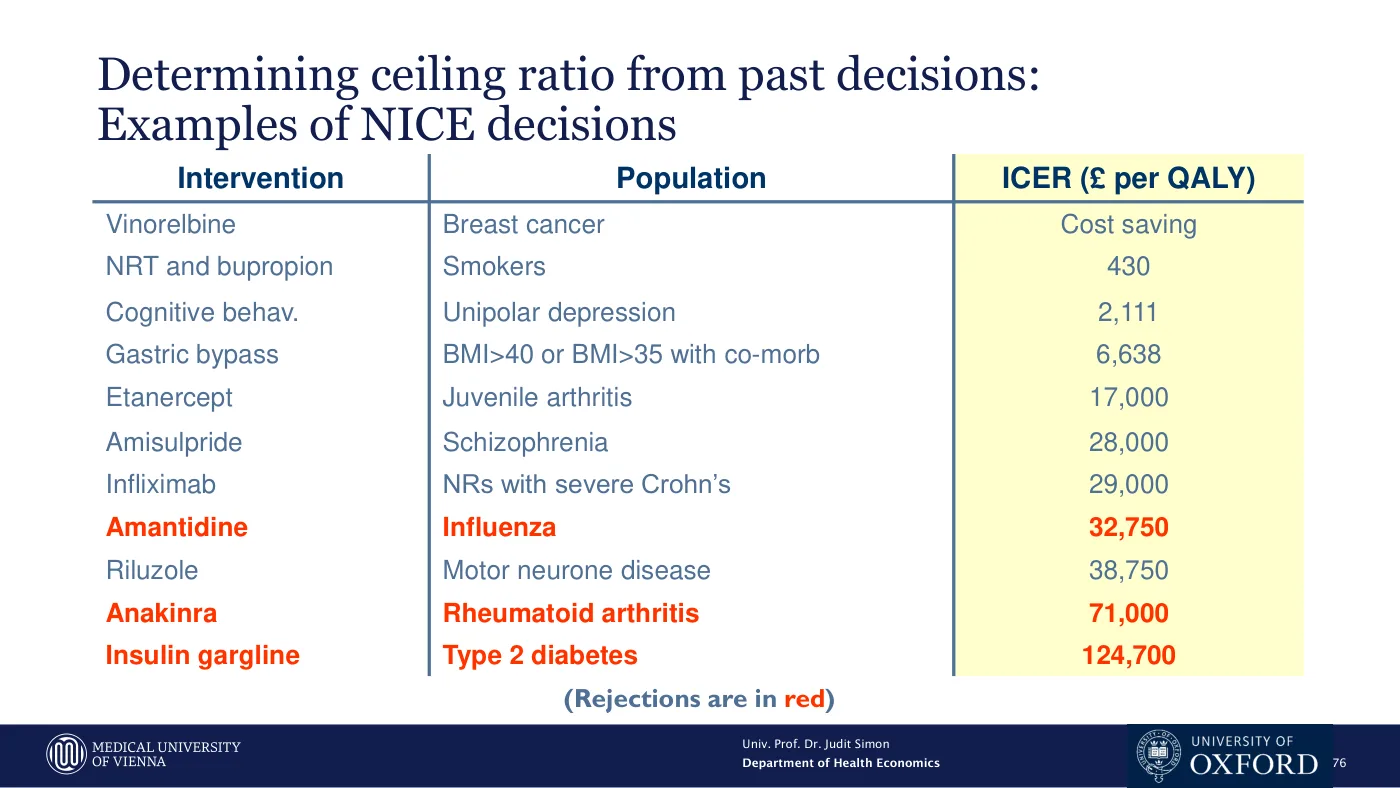 Determining ceiling ratio from past decisions:
Examples of NICE decisions
Intervention Population ICER (£ per QALY)
Vinorelbine Breast cancer Cost saving
NRT and bupropion Smokers 430
Cognitive behav. Unipolar depression 2,111
Gastric bypass BMI>40 or BMI>35 with co-morb 6,638
Etanercept Juvenile arthritis 17,000
Amisulpride Schizophrenia 28,000
Infliximab NRs with severe Crohn’s 29,000
Amantidine Influenza 32,750
Riluzole Motor neurone disease 38,750
Anakinra Rheumatoid arthritis 71,000
Insulin gargline Type 2 diabetes 124,700
(Rejections are in red)
MEDICAL UNIVERSITY
OF VIENNA
Univ. Prof. Dr. Judit Simon
Department of Health Economics
UNIVERSITY OF
OXFORD
76